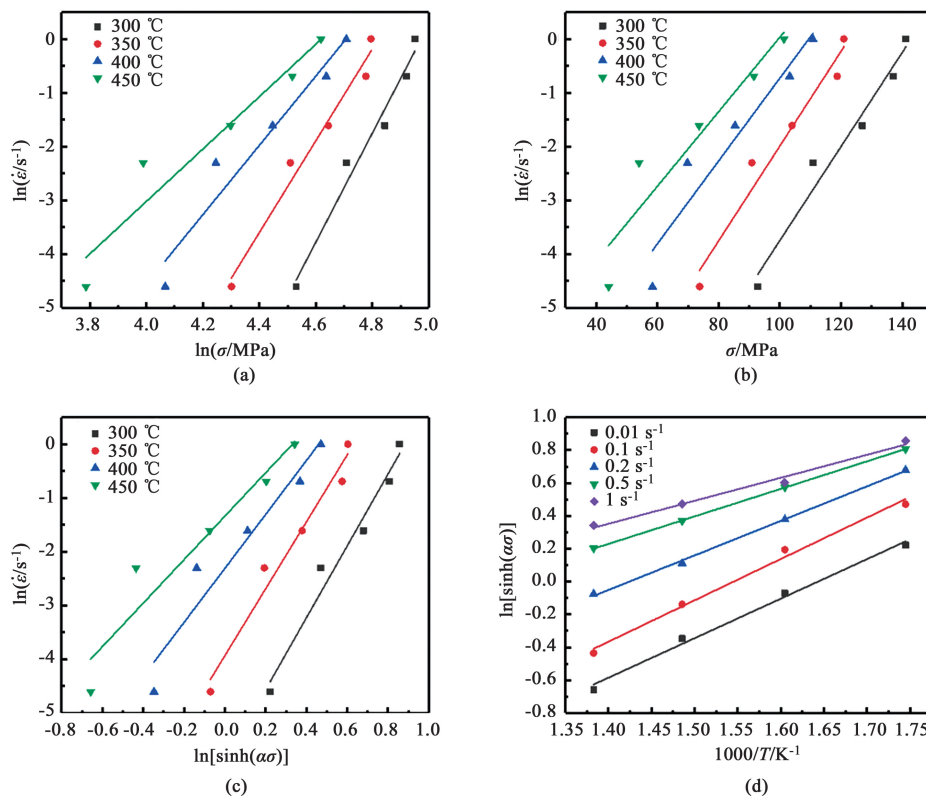 300 ℃
350 ℃
400 ℃
450 ℃
0
-1
-2
-3
-4
-5
ln(ε̇/s⁻¹)
3.8 4.0 4.2 4.4 4.6 4.8 5.0
ln(σ/MPa)
(a)
300 ℃
350 ℃
400 ℃
450 ℃
0
-1
-2
-3
-4
-5
ln(ε̇/s⁻¹)
40 60 80 100 120 140
σ/MPa
(b)
300 ℃
350 ℃
400 ℃
450 ℃
0
-1
-2
-3
-4
-5
ln(ε̇/s⁻¹)
-0.8 -0.6 -0.4 -0.2 0.0 0.2 0.4 0.6 0.8 1.0
ln[sinh(ασ)]
(c)
0.01 s⁻¹
0.1 s⁻¹
0.2 s⁻¹
0.5 s⁻¹
1 s⁻¹
1.0
0.8
0.6
0.4
0.2
0.0
-0.2
-0.4
-0.6
-0.8
ln[sinh(ασ)]
1.35 1.40 1.45 1.50 1.55 1.60 1.65 1.70 1.75
1000/T/K⁻¹
(d)